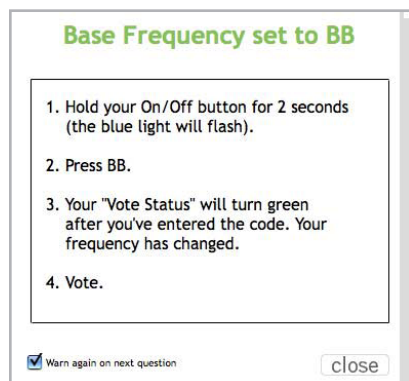 Base Frequency set to BB
1. Hold your On/Off button for 2 seconds
(the blue light will flash).
2. Press BB.
3. Your "Vote Status" will turn green
after you've entered the code. Your
frequency has changed.
4. Vote.
Warn again on next question
close